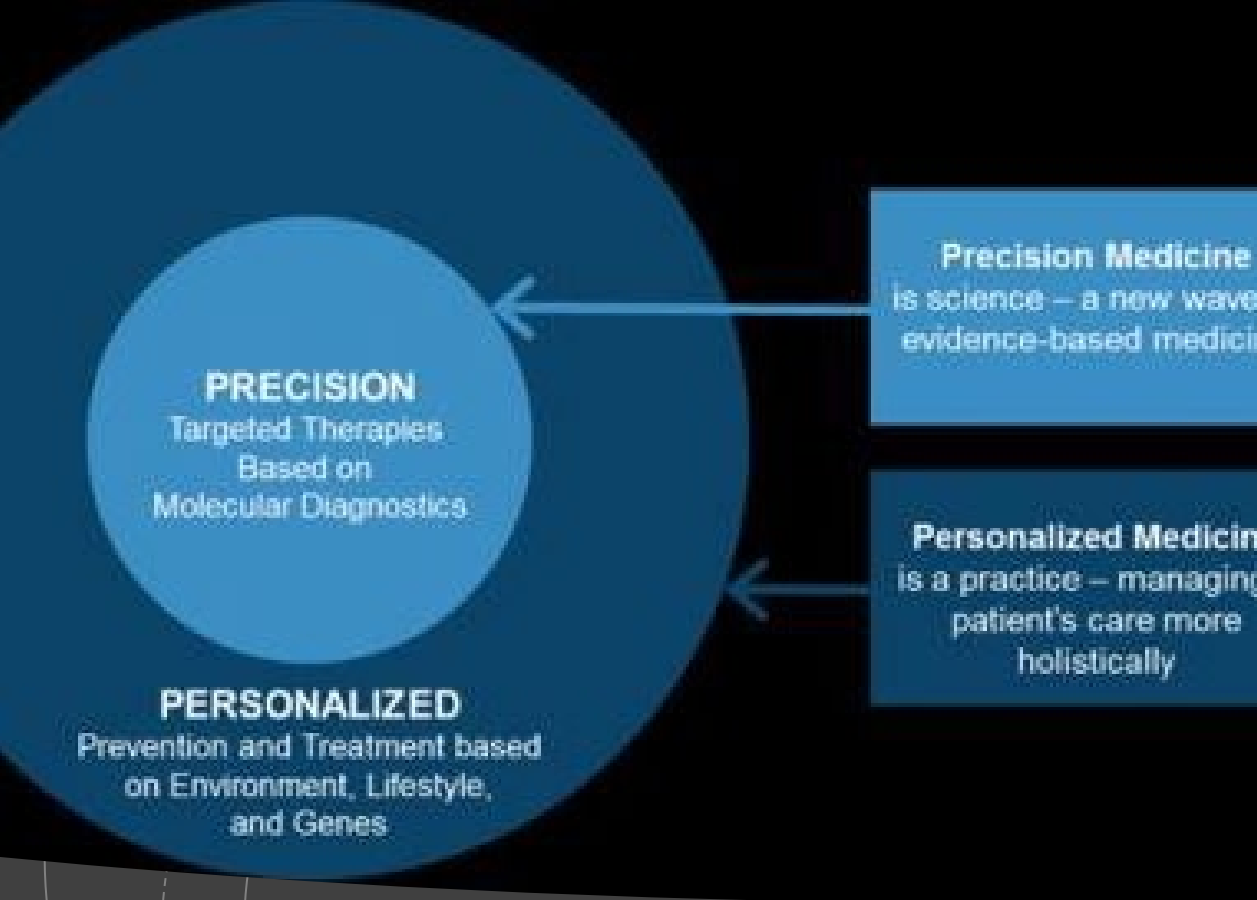 PRECISION
Targeted Therapies
Based on
Molecular Diagnostics
PERSONALIZED
Prevention and Treatment based
on Environment, Lifestyle,
and Genes
Precision Medicine
is science – a new wave
evidence-based
Personalized
is a practice – managing
patient's care more
holistically